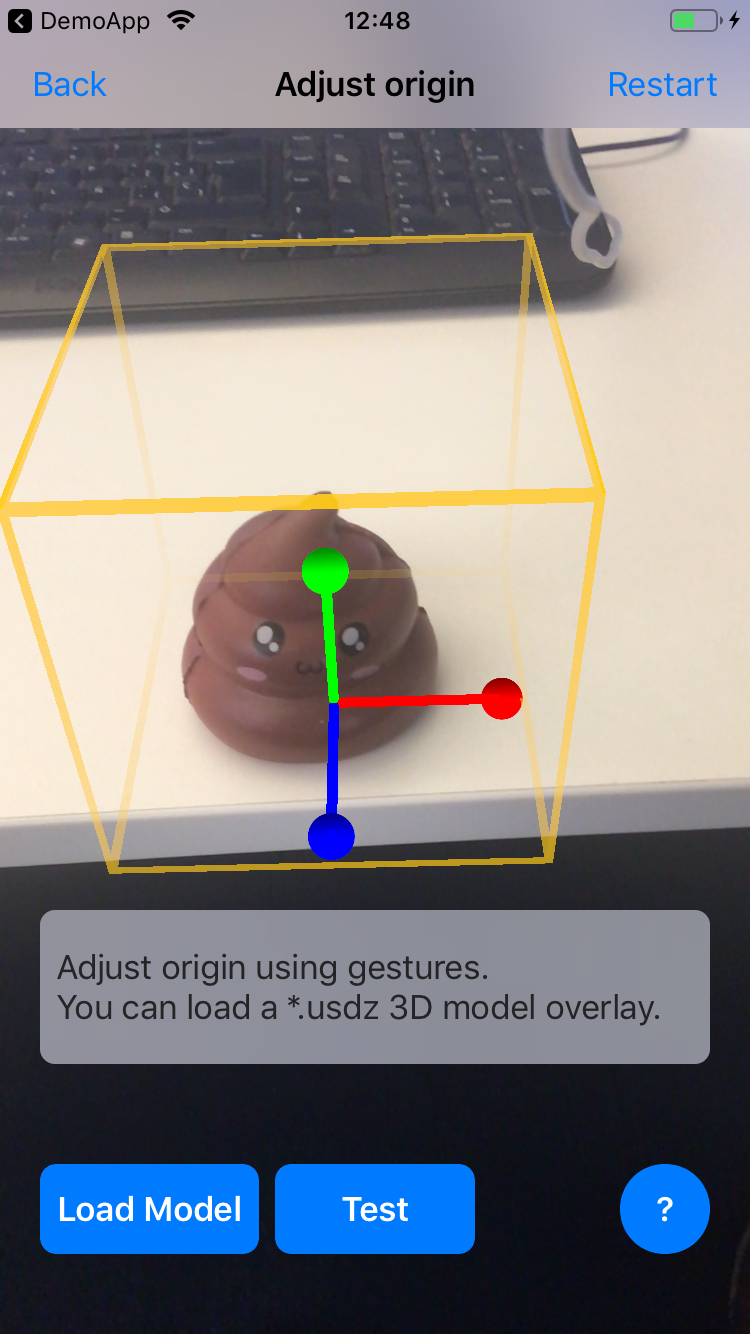 DemoApp
12:48
Back
Adjust origin
Restart
Adjust origin using gestures.
You can load a *.usdz 3D model overlay.
Load Model
Test
?